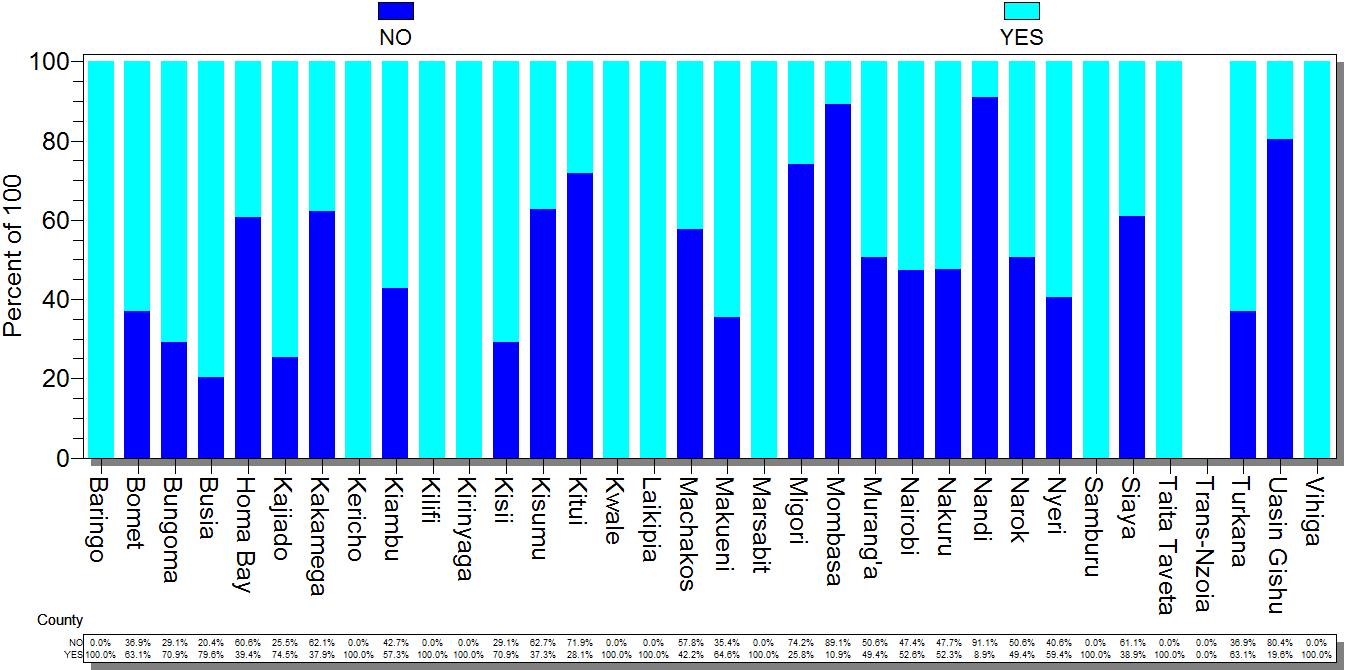 NO YES
100
80
60
40
20
0
Percent of 100
Baringo Bomet Bungoma Busia Homa Bay Kajiado Kakamega Kericho Kiambu Kilifi Kirinyaga Kisii Kisumu Kitui Kwale Laikipia Machakos Makueni Marsabit Migori Mombasa Murang'a Nairobi Nakuru Nandi Narok Nyeri Samburu Siaya Taita Taveta Trans-Nzoia Turkana Uasin Gishu Vihiga
County
NO 0.0% 36.9% 29.1% 20.4% 60.6% 25.5% 62.1% 0.0% 42.7% 0.0% 0.0% 29.1% 62.7% 71.9% 0.0% 0.0% 57.8% 35.4% 0.0% 74.2% 89.1% 50.6% 47.4% 47.7% 91.1% 50.6% 40.6% 0.0% 61.1% 0.0% 0.0% 36.9% 80.4% 0.0%
YES 100.0% 63.1% 70.9% 79.6% 39.4% 74.5% 37.9% 100.0% 57.3% 100.0% 100.0% 70.9% 37.3% 28.1% 100.0% 100.0% 42.2% 64.6% 100.0% 25.8% 10.9% 49.4% 52.6% 52.3% 8.9% 49.4% 59.4% 100.0% 38.9% 100.0% 0.0% 63.1% 19.6% 100.0%